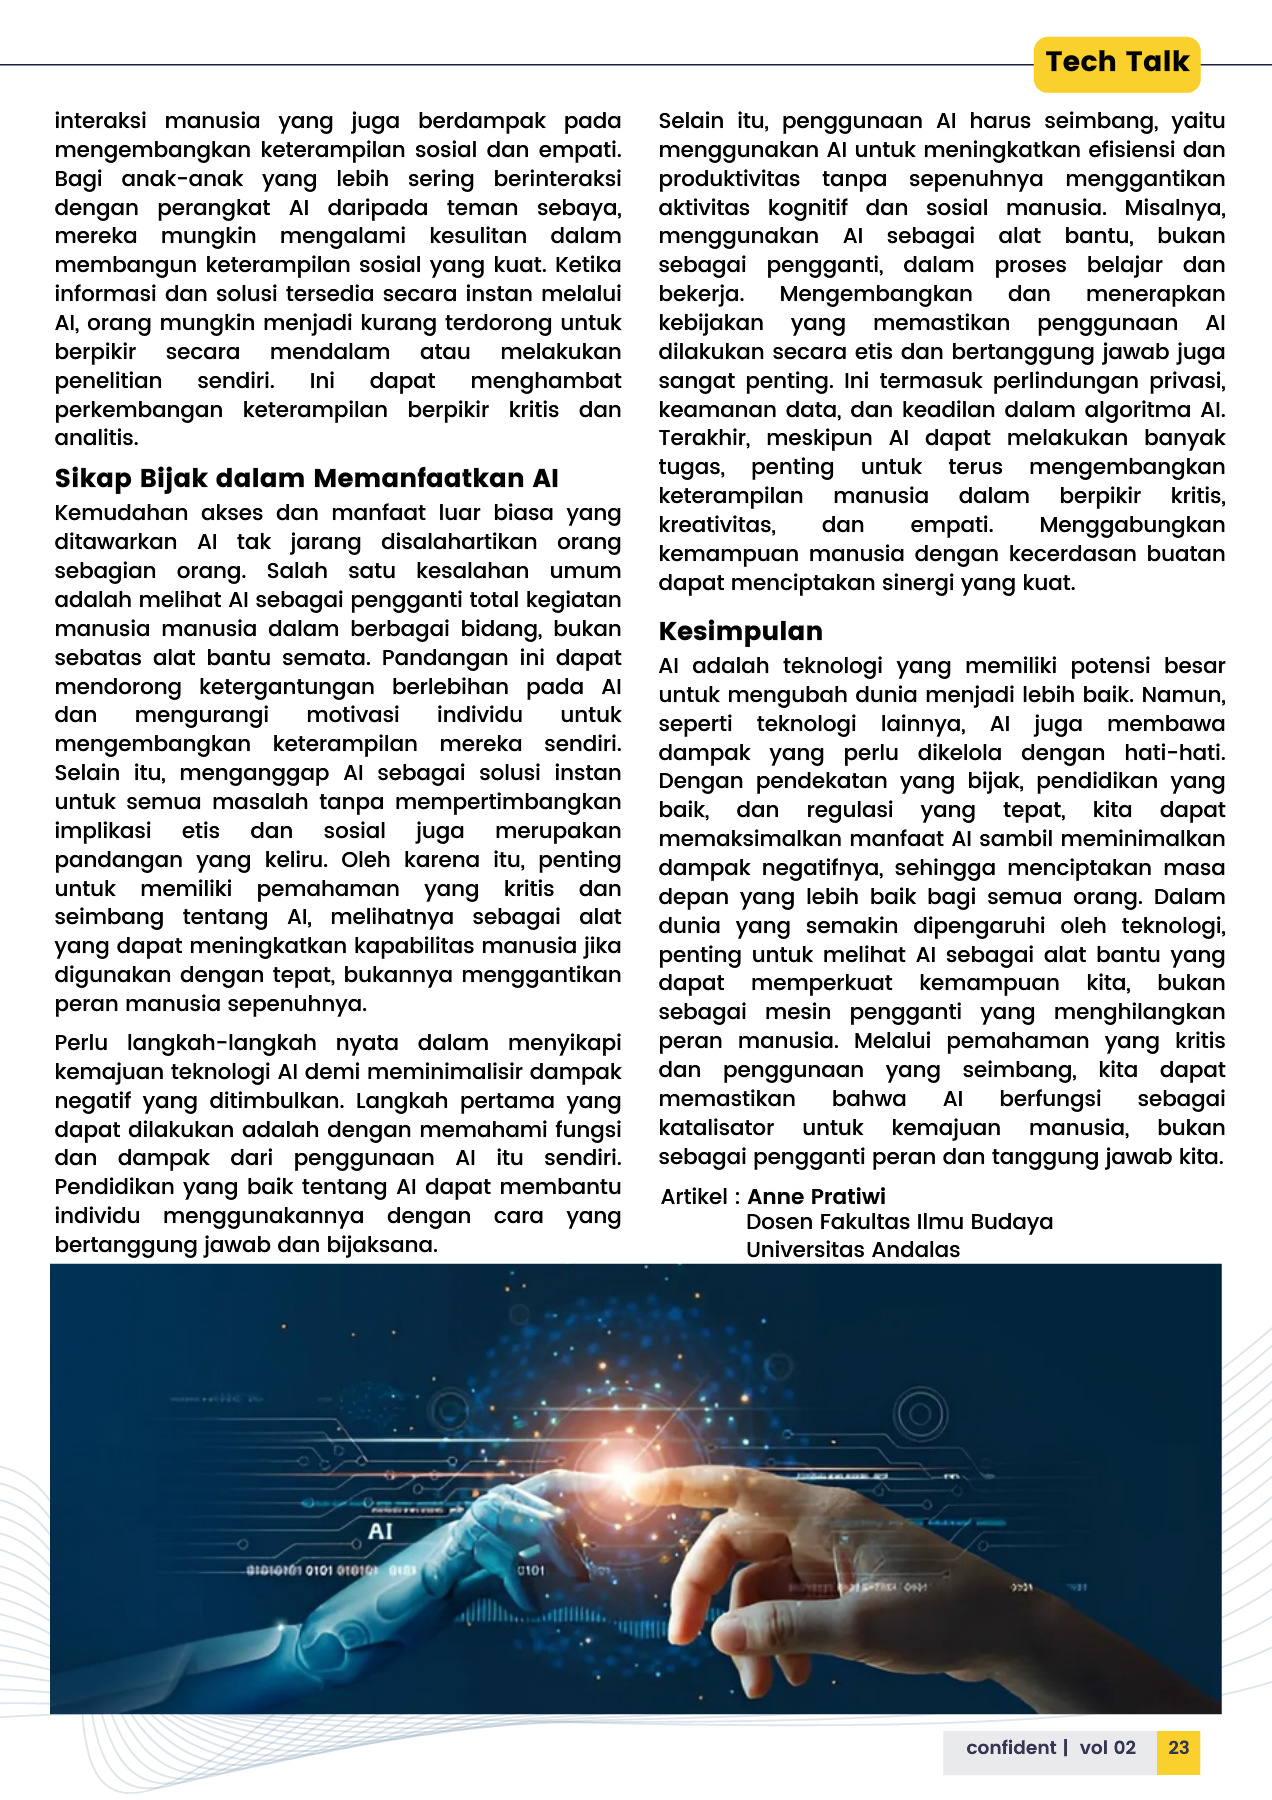 Tech Talk
interaksi manusia yang juga berdampak pada
mengembangkan keterampilan sosial dan empati.
Bagi anak-anak yang lebih sering berinteraksi
dengan perangkat AI daripada teman sebaya,
mereka mungkin mengalami kesulitan dalam
membangun keterampilan sosial yang kuat. Ketika
informasi dan solusi tersedia secara instan melalui
AI, orang mungkin menjadi kurang terdorong untuk
berpikir secara mendalam atau melakukan
penelitian sendiri. Ini dapat menghambat
perkembangan keterampilan berpikir kritis dan
analitis.
Sikap Bijak dalam Memanfaatkan AI
Kemudahan akses dan manfaat luar biasa yang
ditawarkan AI tak jarang disalahartikan orang
sebagian orang. Salah satu kesalahan umum
adalah melihat AI sebagai pengganti total kegiatan
manusia manusia dalam berbagai bidang, bukan
sebatas alat bantu semata. Pandangan ini dapat
mendorong ketergantungan berlebihan pada AI
dan mengurangi motivasi individu untuk
mengembangkan keterampilan mereka sendiri.
Selain itu, menganggap AI sebagai solusi instan
untuk semua masalah tanpa mempertimbangkan
implikasi etis dan sosial juga merupakan
pandangan yang keliru. Oleh karena itu, penting
untuk memiliki pemahaman yang kritis dan
seimbang tentang AI, melihatnya sebagai alat
yang dapat meningkatkan kapabilitas manusia jika
digunakan dengan tepat, bukannya menggantikan
peran manusia sepenuhnya.
Perlu langkah-langkah nyata dalam menyikapi
kemajuan teknologi AI demi meminimalisir dampak
negatif yang ditimbulkan. Langkah pertama yang
dapat dilakukan adalah dengan memahami fungsi
dan dampak dari penggunaan AI itu sendiri.
Pendidikan yang baik tentang AI dapat membantu
individu menggunakannya dengan cara yang
bertanggung jawab dan bijaksana.
Selain itu, penggunaan AI harus seimbang, yaitu
menggunakan AI untuk meningkatkan efisiensi dan
produktivitas tanpa sepenuhnya menggantikan
aktivitas kognitif dan sosial manusia. Misalnya,
menggunakan AI sebagai alat bantu, bukan
sebagai pengganti, dalam proses belajar dan
bekerja. Mengembangkan dan menerapkan
kebijakan yang memastikan penggunaan AI
dilakukan secara etis dan bertanggung jawab juga
sangat penting. Ini termasuk perlindungan privasi,
keamanan data, dan keadilan dalam algoritma AI.
Terakhir, meskipun AI dapat melakukan banyak
tugas, penting untuk terus mengembangkan
keterampilan manusia dalam berpikir kritis,
kreativitas, dan empati. Menggabungkan
kemampuan manusia dengan kecerdasan buatan
dapat menciptakan sinergi yang kuat.
Kesimpulan
AI adalah teknologi yang memiliki potensi besar
untuk mengubah dunia menjadi lebih baik. Namun,
seperti teknologi lainnya, AI juga membawa
dampak yang perlu dikelola dengan hati-hati.
Dengan pendekatan yang bijak, pendidikan yang
baik, dan regulasi yang tepat, kita dapat
memaksimalkan manfaat AI sambil meminimalkan
dampak negatifnya, sehingga menciptakan masa
depan yang lebih baik bagi semua orang. Dalam
dunia yang semakin dipengaruhi oleh teknologi,
penting untuk melihat AI sebagai alat bantu yang
dapat memperkuat kemampuan kita, bukan
sebagai mesin pengganti yang menghilangkan
peran manusia. Melalui pemahaman yang kritis
dan penggunaan yang seimbang, kita dapat
memastikan bahwa AI berfungsi sebagai
katalisator untuk kemajuan manusia, bukan
sebagai pengganti peran dan tanggung jawab kita.
Artikel : Anne Pratiwi
Dosen Fakultas Ilmu Budaya
Universitas Andalas
AI
01010101 0101 010101 0101
0101
confident | vol 02 23